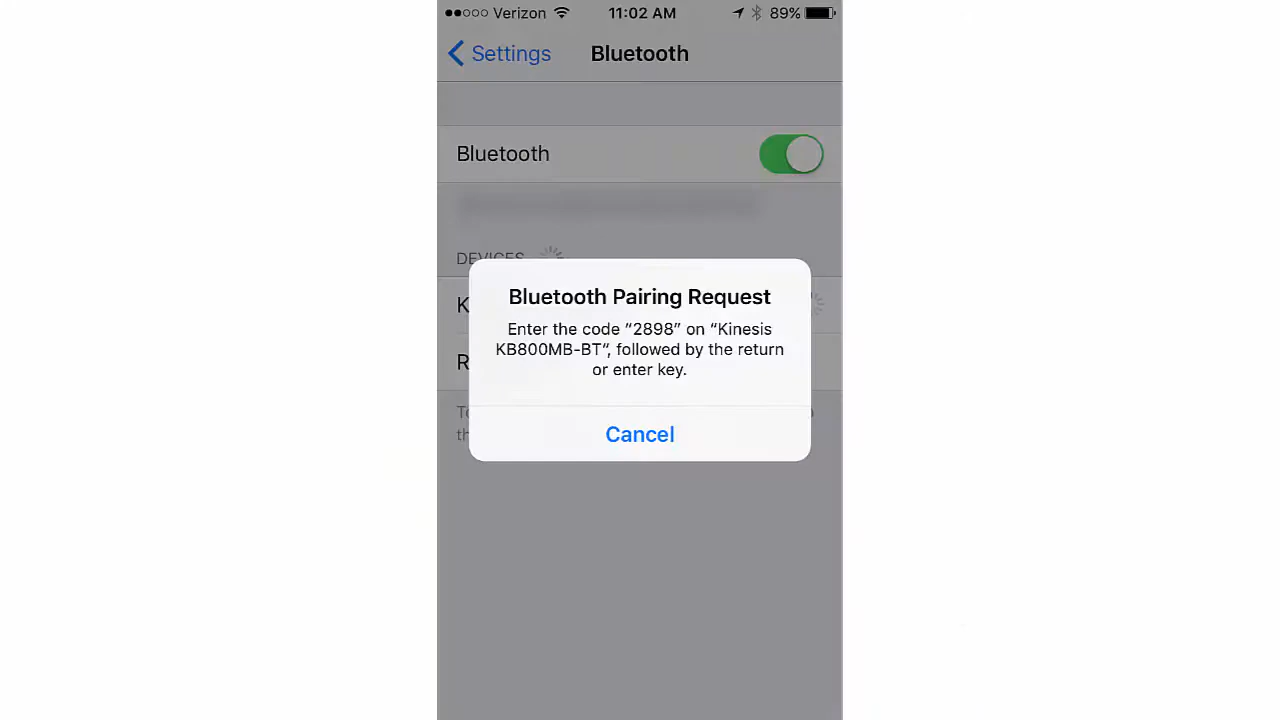 Verizon 11:02 AM 89%
Settings Bluetooth
Bluetooth
DEVICES
Bluetooth Pairing Request
Enter the code “2898” on “Kinesis
KB800MB-BT”, followed by the return
or enter key.
Cancel